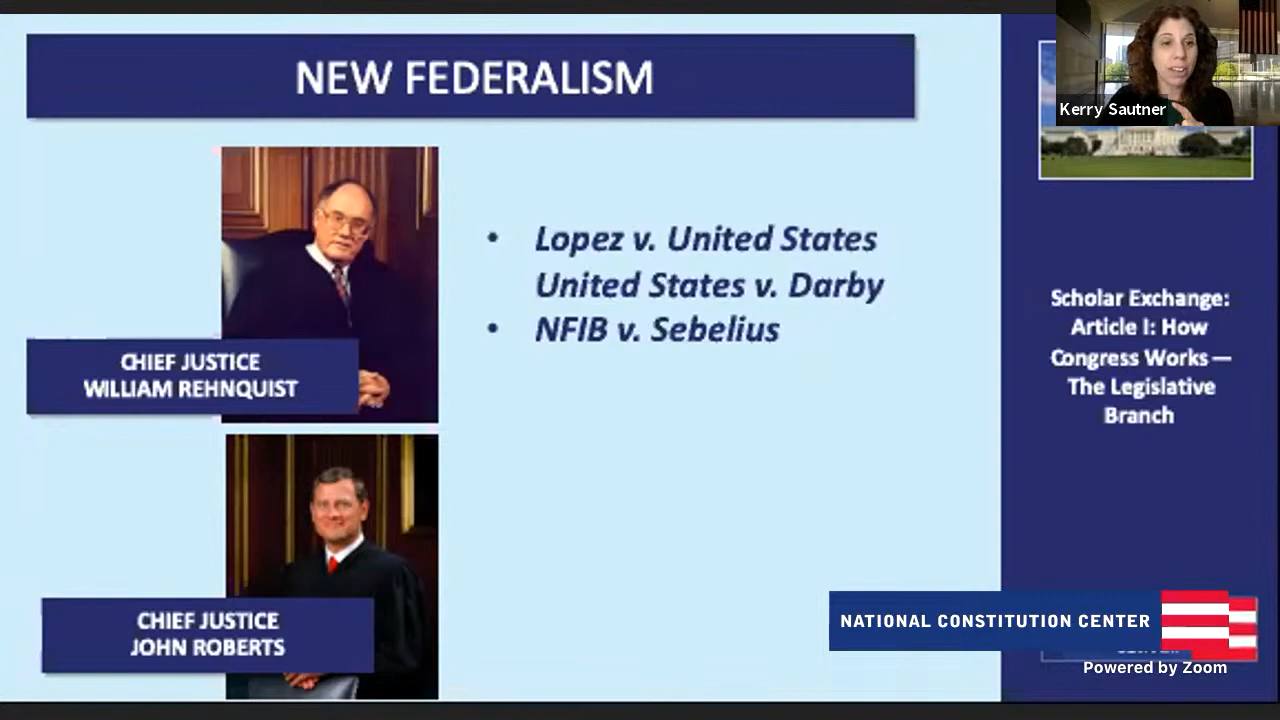 NEW FEDERALISM
Kerry Sautner
• Lopez v. United States
United States v. Darby
• NFIB v. Sebelius
CHIEF JUSTICE
WILLIAM REHNQUIST
CHIEF JUSTICE
JOHN ROBERTS
Scholar Exchange:
Article I: How
Congress Works —
The Legislative
Branch
NATIONAL CONSTITUTION CENTER
Powered by Zoom